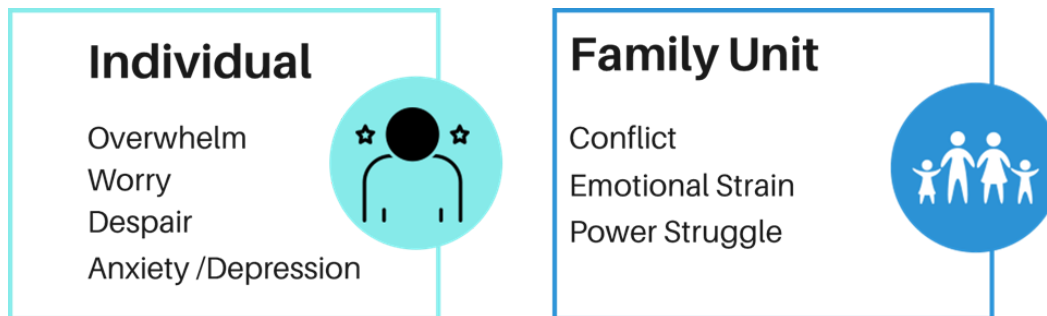 Individual
Overwhelm
Worry
Despair
Anxiety /Depression
Family Unit
Conflict
Emotional Strain
Power Struggle